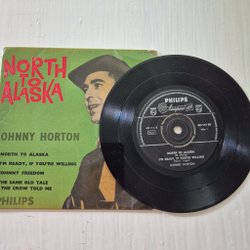 NORTH
TO
ALASKA
JOHNNY HORTON
NORTH TO ALASKA
I'M READY, IF YOU'RE WILLING
JOHNNY FREEDOM
THE SAME OLD TALE
THE CROW TOLD ME
PHILIPS
PHILIPS
NORTH TO ALASKA
I'M READY, IF YOU'RE WILLING
JOHNNY HORTON